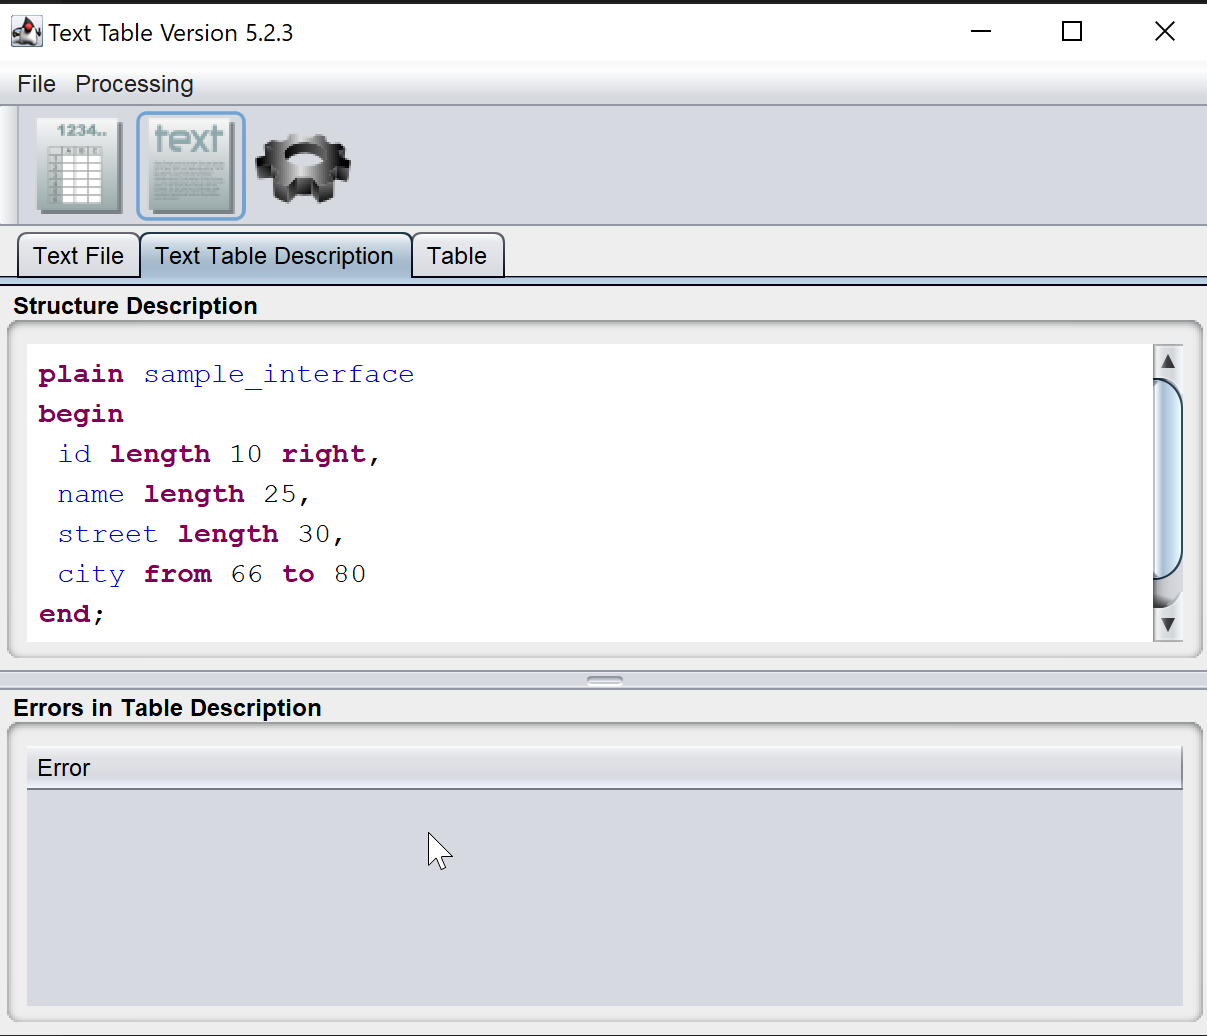 Text Table Version 5.2.3
File Processing
1234..
A B C
text
Text File Text Table Description Table
Structure Description
plain sample_interface
begin
id length 10 right,
name length 25,
street length 30,
city from 66 to 80
end;
Errors in Table Description
Error